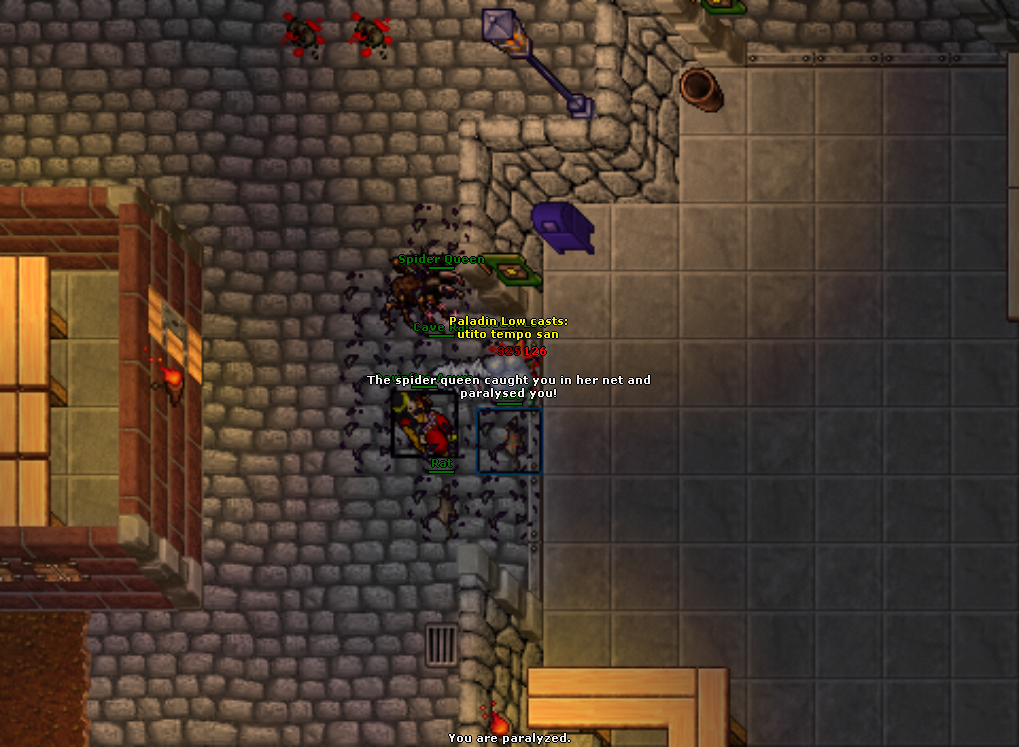 Spider Queen
Cave
Paladin Low casts:
utito tempo san
The spider queen caught you in her net and
paralysed you!
Rat
You are paralyzed.